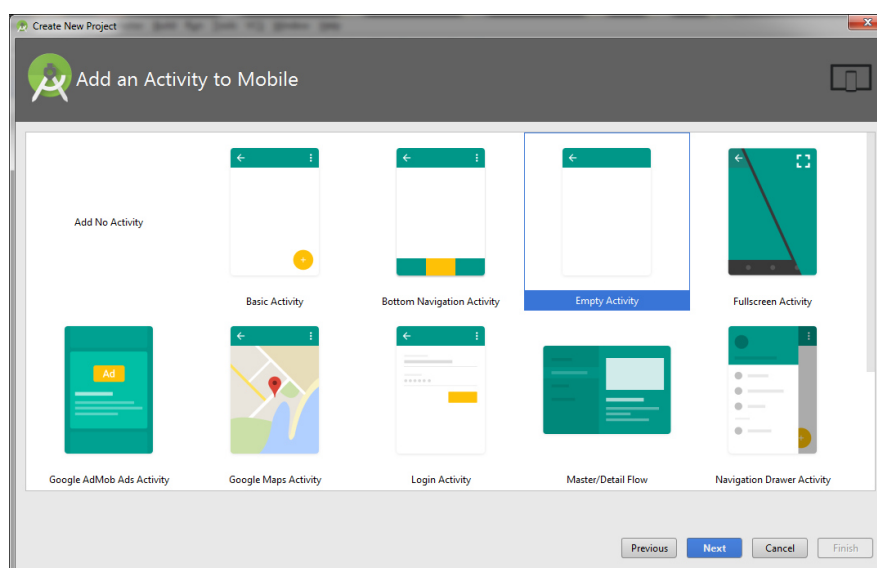 Create New Project
Add an Activity to Mobile
Add No Activity
Basic Activity
Bottom Navigation Activity
Empty Activity
Fullscreen Activity
Ad
Google AdMob Ads Activity
Google Maps Activity
Login Activity
Master/Detail Flow
Navigation Drawer Activity
Previous
Next
Cancel
Finish